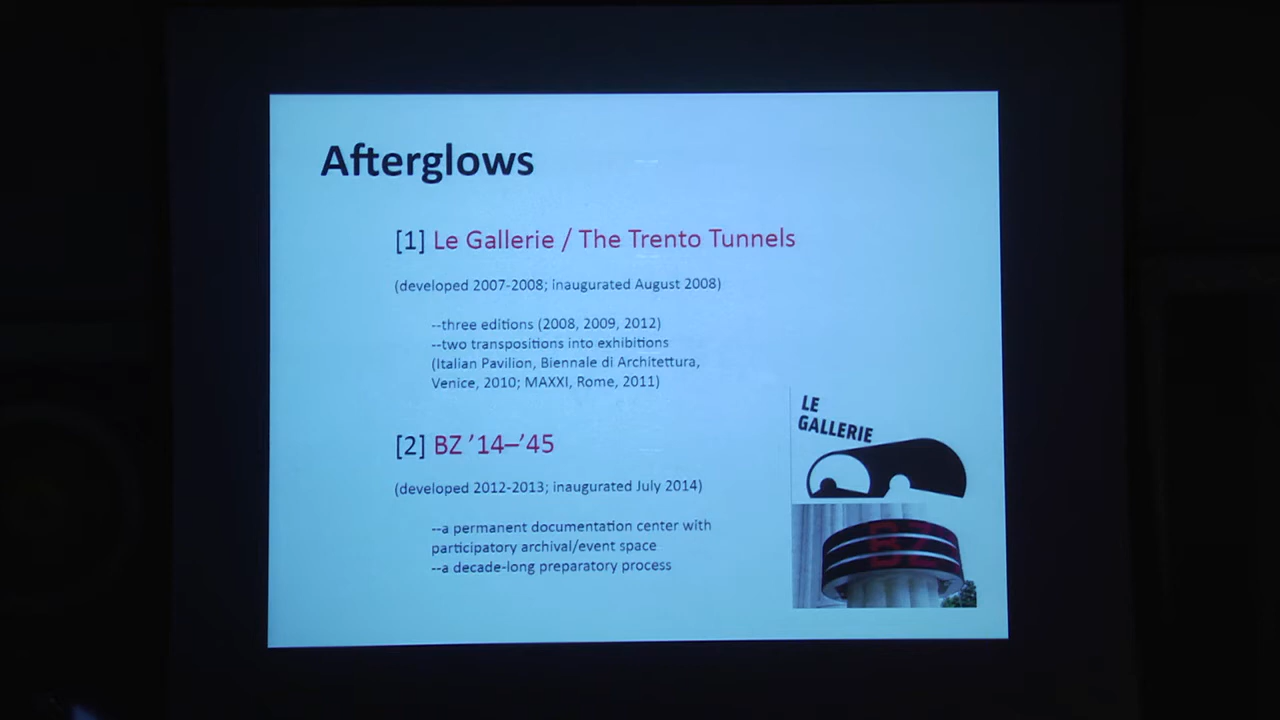 Afterglows
[1] Le Gallerie / The Trento Tunnels
(developed 2007-2008; inaugurated August 2008)
--three editions (2008, 2009, 2012)
--two transpositions into exhibitions
(Italian Pavilion, Biennale di Architettura,
Venice, 2010; MAXXI, Rome, 2011)
LE
GALLERIE
[2] BZ ’14–’45
(developed 2012-2013; inaugurated July 2014)
--a permanent documentation center with
participatory archival/event space
--a decade-long preparatory process
BZ